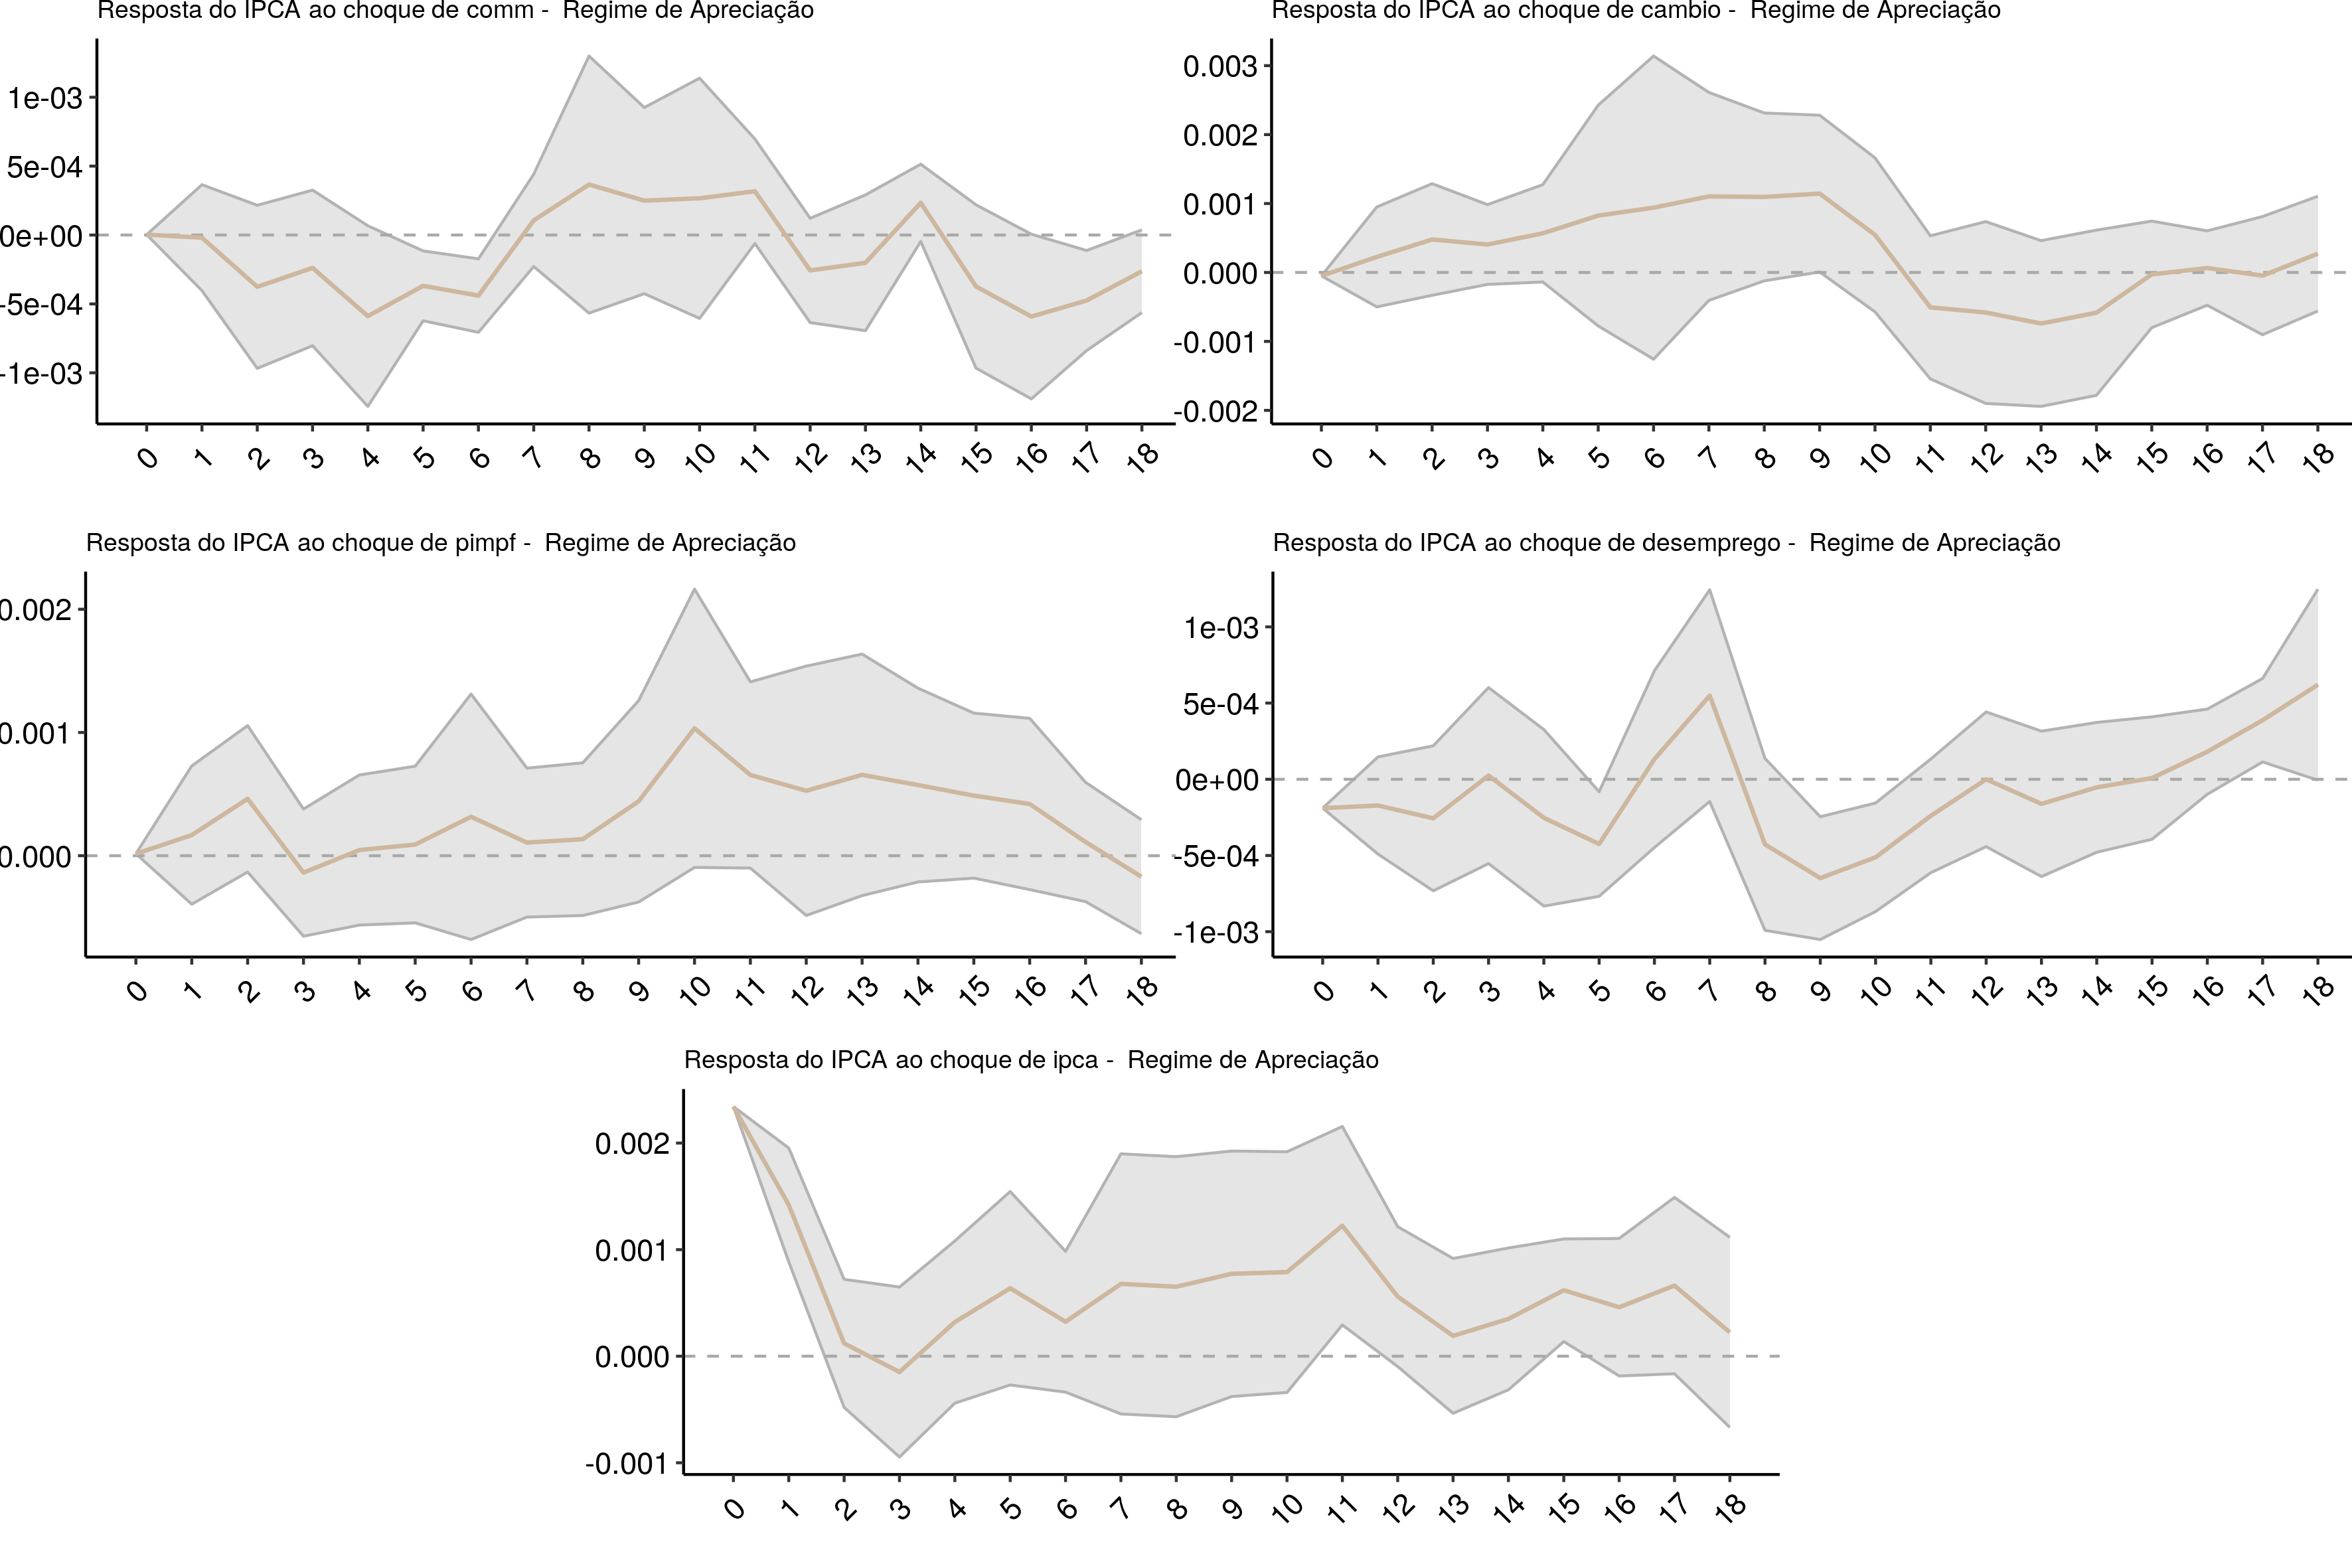 Resposta do IPCA ao choque de comm - Regime de Apreciação
1e-03
5e-04
0e+00
-5e-04
-1e-03
0 1 2 3 4 5 6 7 8 9 10 11 12 13 14 15 16 17 18
Resposta do IPCA ao choque de cambio - Regime de Apreciação
0.003
0.002
0.001
0.000
-0.001
-0.002
0 1 2 3 4 5 6 7 8 9 10 11 12 13 14 15 16 17 18
Resposta do IPCA ao choque de pimpf - Regime de Apreciação
0.002
0.001
0.000
0 1 2 3 4 5 6 7 8 9 10 11 12 13 14 15 16 17 18
Resposta do IPCA ao choque de desemprego - Regime de Apreciação
1e-03
5e-04
0e+00
-5e-04
-1e-03
0 1 2 3 4 5 6 7 8 9 10 11 12 13 14 15 16 17 18
Resposta do IPCA ao choque de ipca - Regime de Apreciação
0.002
0.001
0.000
-0.001
0 1 2 3 4 5 6 7 8 9 10 11 12 13 14 15 16 17 18